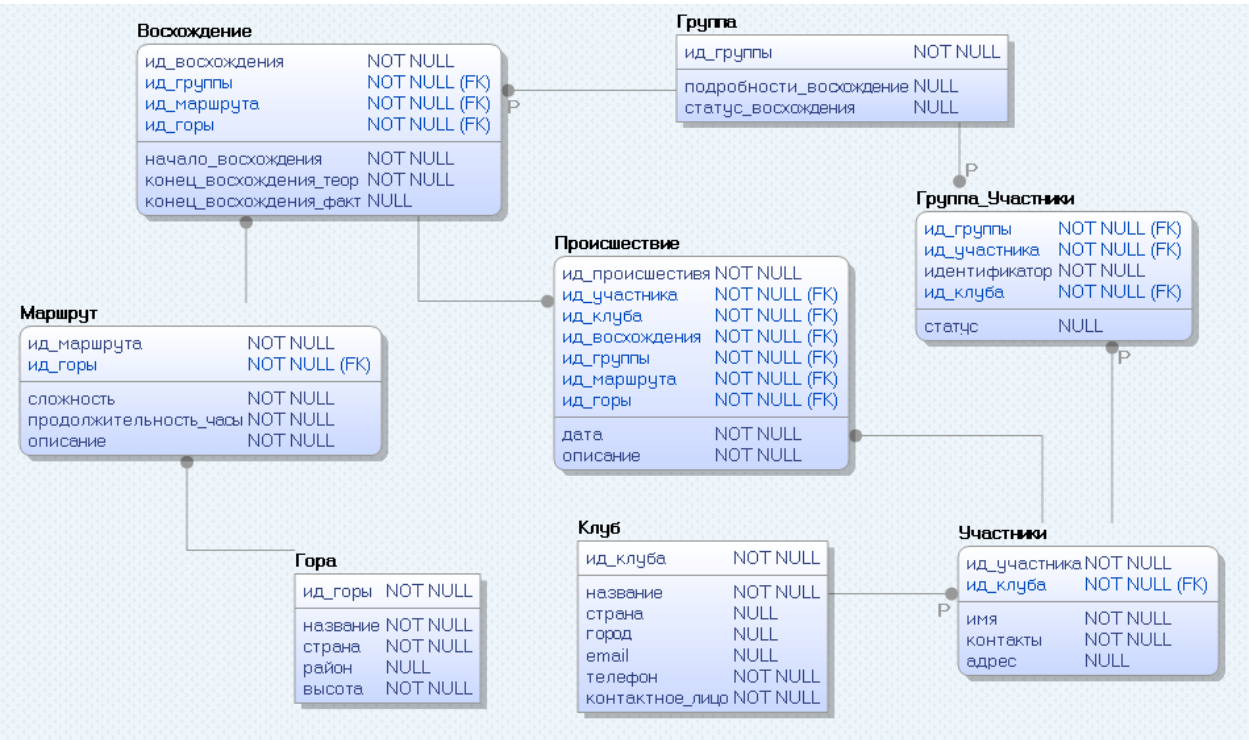 Восхождение
ид_восхождения NOT NULL
ид_группы NOT NULL (FK)
ид_маршрута NOT NULL (FK)
ид_горы NOT NULL (FK)
начало_восхождения NOT NULL
конец_восхождения_теор NOT NULL
конец_восхождения_факт NULL
P
Группа
ид_группы NOT NULL
подробности_восхождение NULL
статус_восхождения NULL
P
Группа_Участники
ид_группы NOT NULL (FK)
ид_участника NOT NULL (FK)
идентификатор NOT NULL
ид_клуба NOT NULL (FK)
статус NULL
P
Происшествие
ид_происшестивя NOT NULL
ид_участника NOT NULL (FK)
ид_клуба NOT NULL (FK)
ид_восхождения NOT NULL (FK)
ид_группы NOT NULL (FK)
ид_маршрута NOT NULL (FK)
ид_горы NOT NULL (FK)
дата NOT NULL
описание NOT NULL
Маршрут
ид_маршрута NOT NULL
ид_горы NOT NULL (FK)
сложность NOT NULL
продолжительность_часы NOT NULL
описание NOT NULL
Гора
ид_горы NOT NULL
название NOT NULL
страна NOT NULL
район NULL
высота NOT NULL
Клуб
ид_клуба NOT NULL
название NOT NULL
страна NULL
город NULL
email NULL
телефон NOT NULL
контактное_лицо NOT NULL
P
Участники
ид_участника NOT NULL
ид_клуба NOT NULL (FK)
имя NOT NULL
контакты NOT NULL
адрес NULL